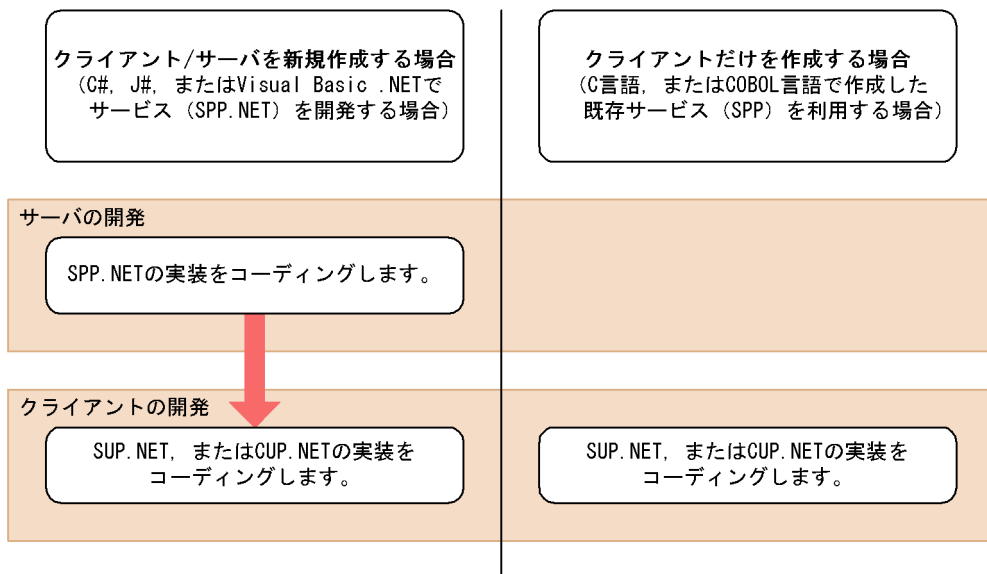 クライアント/サーバを新規作成する場合
（C#，J#，またはVisual Basic .NETで
サービス（SPP.NET）を開発する場合）
クライアントだけを作成する場合
（C言語，またはCOBOL言語で作成した
既存サービス（SPP）を利用する場合）
サーバの開発
SPP.NETの実装をコーディングします。
クライアントの開発
SUP.NET，またはCUP.NETの実装を
コーディングします。
SUP.NET，またはCUP.NETの実装を
コーディングします。